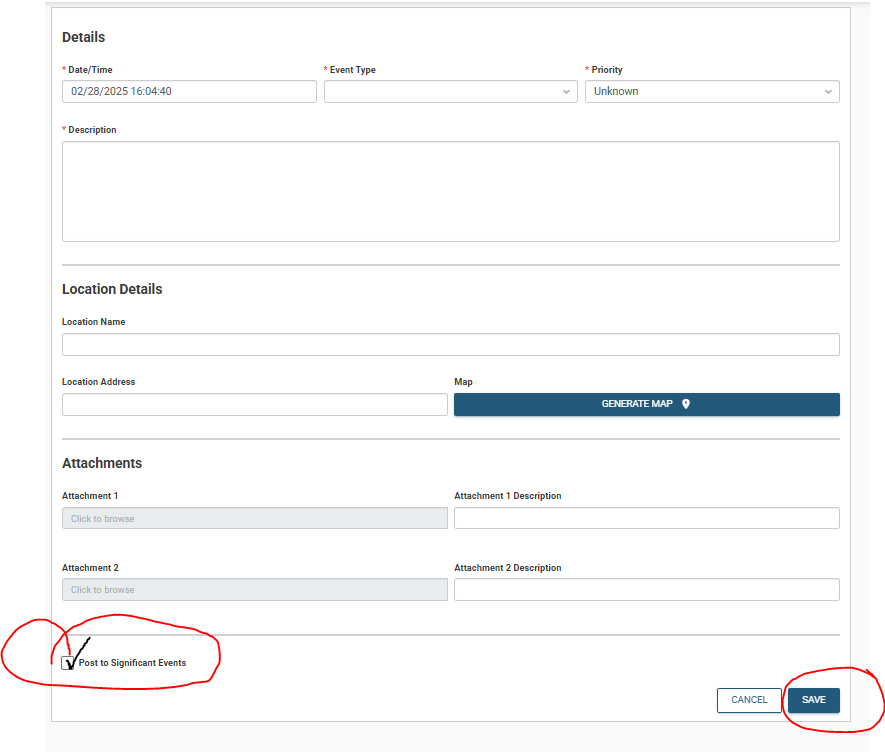 Details
* Date/Time * Event Type * Priority
02/28/2025 16:04:40 Unknown
* Description
Location Details
Location Name
Location Address Map
GENERATE MAP
Attachments
Attachment 1 Attachment 1 Description
Click to browse
Attachment 2 Attachment 2 Description
Click to browse
Post to Significant Events
CANCEL SAVE